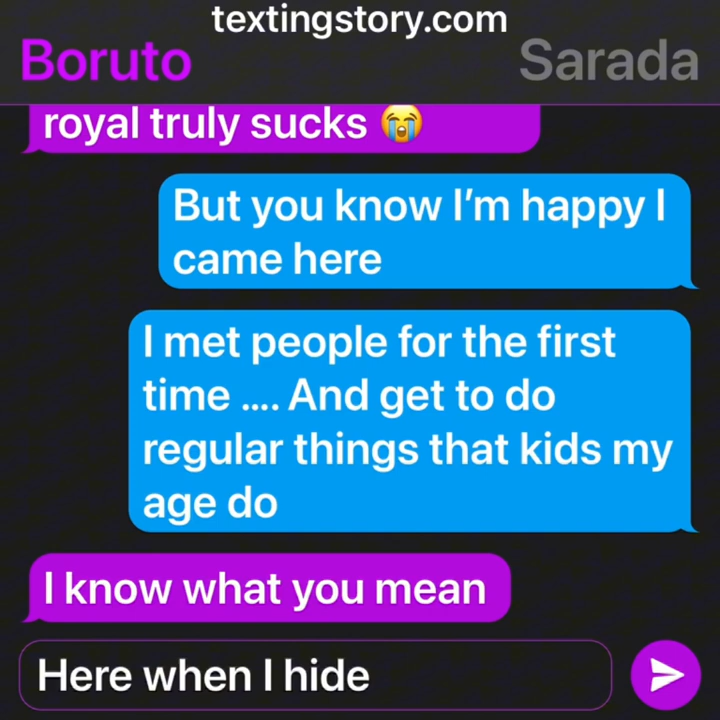 textingstory.com
Boruto Sarada
royal truly sucks 😭
But you know I’m happy I
came here
I met people for the first
time .... And get to do
regular things that kids my
age do
I know what you mean
Here when I hide